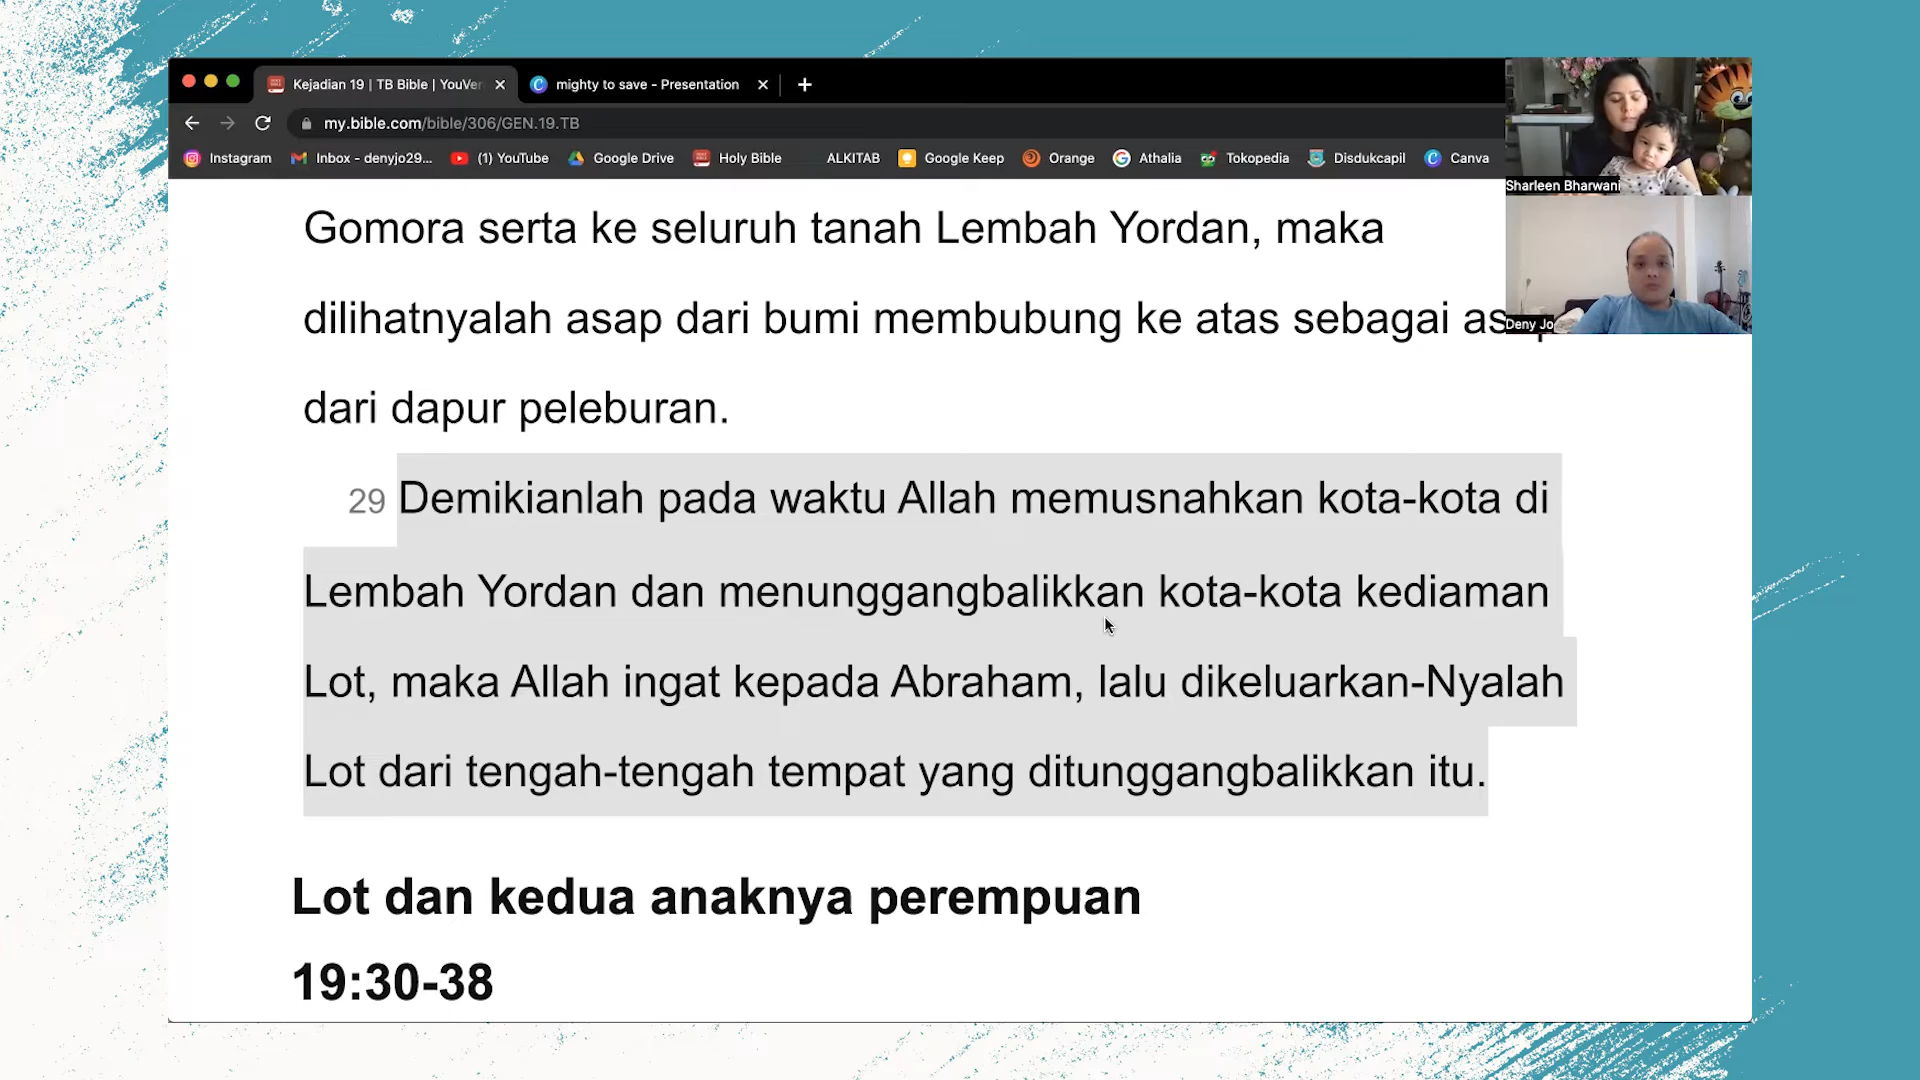 Kejadian 19 | TB Bible | YouVer
mighty to save - Presentation
my.bible.com/bible/306/GEN.19.TB
Instagram
Inbox - denyjo29...
(1) YouTube
Google Drive
Holy Bible
ALKITAB
Google Keep
Orange
Athalia
Tokopedia
Disdukcapil
Canva
Sharleen Bharwani
Deny Jo
Gomora serta ke seluruh tanah Lembah Yordan, maka
dilihatnyalah asap dari bumi membubung ke atas sebagai
dari dapur peleburan.
29 Demikianlah pada waktu Allah memusnahkan kota-kota di
Lembah Yordan dan menunggangbalikkan kota-kota kediaman
Lot, maka Allah ingat kepada Abraham, lalu dikeluarkan-Nyalah
Lot dari tengah-tengah tempat yang ditunggangbalikkan itu.
Lot dan kedua anaknya perempuan
19:30-38